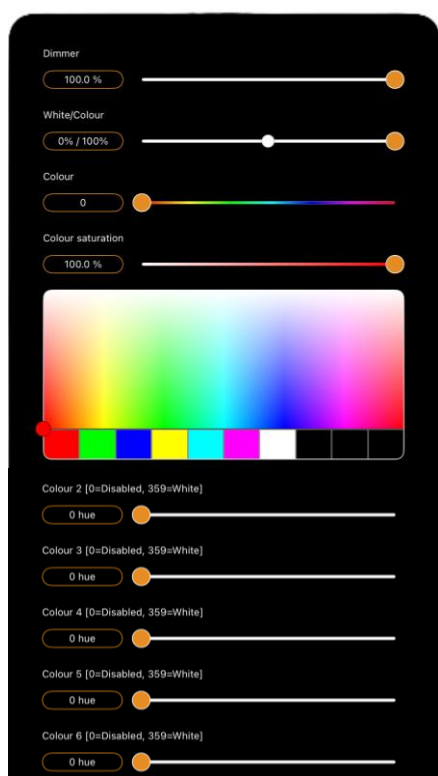 Dimmer
100.0 %
White/Colour
0% / 100%
Colour
0
Colour saturation
100.0 %
Colour 2 [0=Disabled, 359=White]
0 hue
Colour 3 [0=Disabled, 359=White]
0 hue
Colour 4 [0=Disabled, 359=White]
0 hue
Colour 5 [0=Disabled, 359=White]
0 hue
Colour 6 [0=Disabled, 359=White]
0 hue